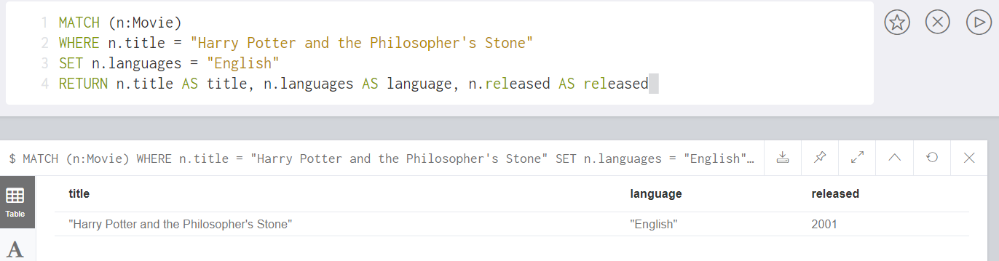 1 MATCH (n:Movie)
2 WHERE n.title = "Harry Potter and the Philosopher's Stone"
3 SET n.languages = "English"
4 RETURN n.title AS title, n.languages AS language, n.released AS released
$ MATCH (n:Movie) WHERE n.title = "Harry Potter and the Philosopher's Stone" SET n.languages = "English"…
title language released
Table
"Harry Potter and the Philosopher's Stone" "English" 2001
A